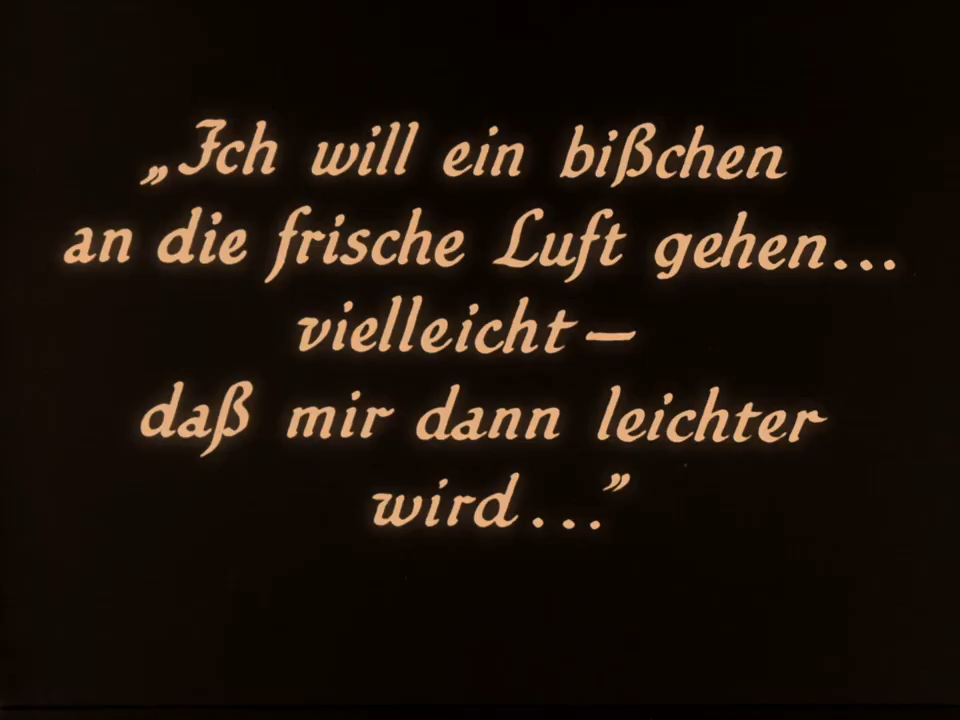 „Ich will ein bißchen
an die frische Luft gehen...
vielleicht —
daß mir dann leichter
wird...”